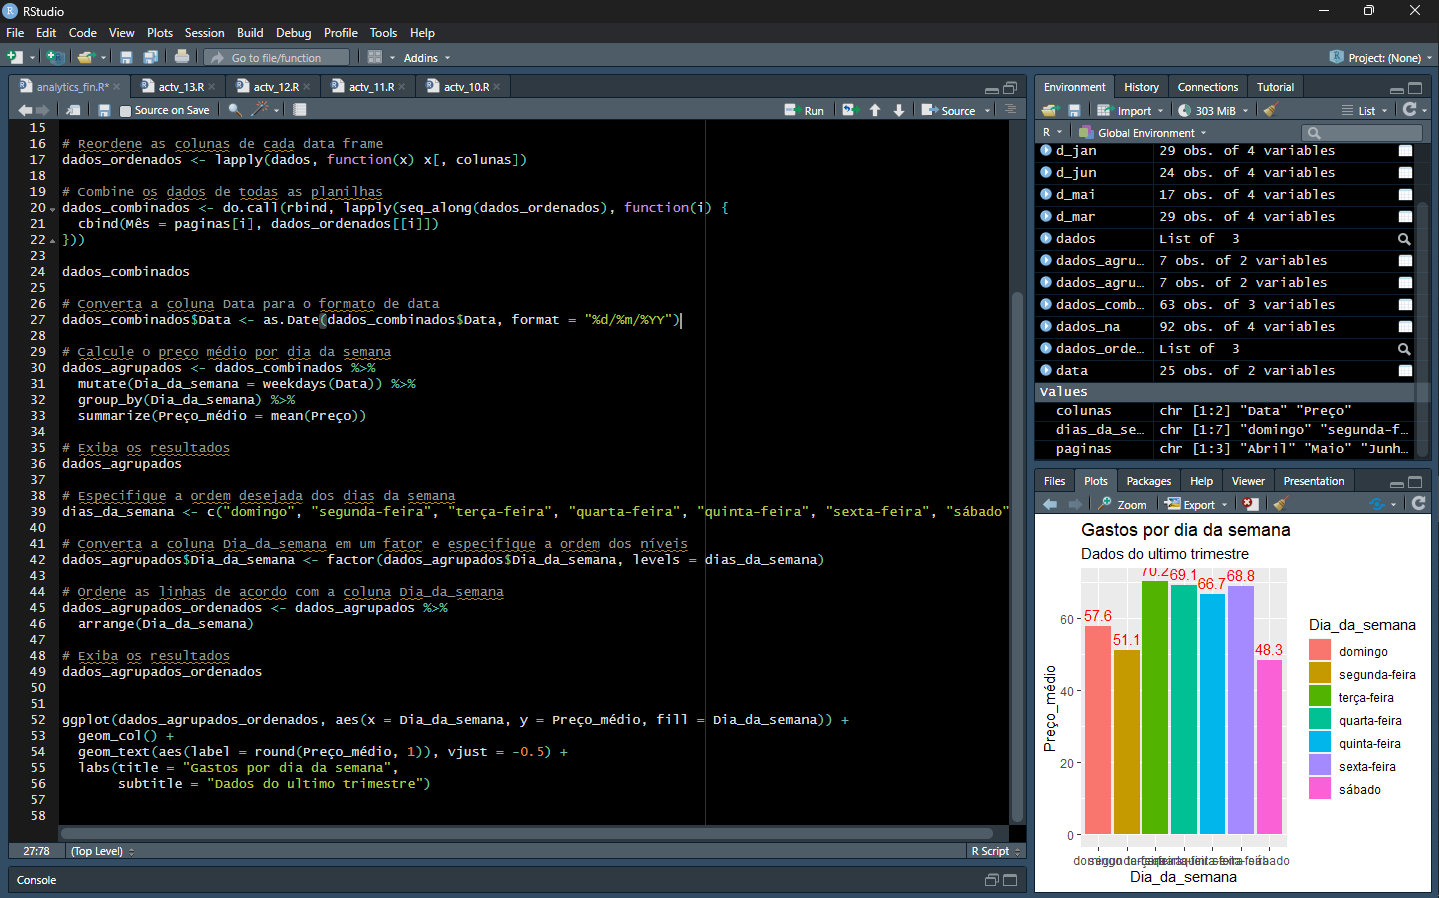 RStudio
File Edit Code View Plots Session Build Debug Profile Tools Help
Go to file/function Addins Project: (None)
analytics_fin.R* actv_13.R actv_12.R actv_11.R actv_10.R
Source on Save Run Source
15
16 # Reordene as colunas de cada data frame
17 dados_ordenados <- lapply(dados, function(x) x[, colunas])
18
19 # Combine os dados de todas as planilhas
20 dados_combinados <- do.call(rbind, lapply(seq_along(dados_ordenados), function(i) {
21 cbind(Mês = paginas[i], dados_ordenados[[i]])
22 }))
23
24 dados_combinados
25
26 # Converta a coluna Data para o formato de data
27 dados_combinados$Data <- as.Date(dados_combinados$Data, format = "%d/%m/%YY")
28
29 # Calcule o preço médio por dia da semana
30 dados_agrupados <- dados_combinados %>%
31 mutate(Dia_da_semana = weekdays(Data)) %>%
32 group_by(Dia_da_semana) %>%
33 summarize(Preço_médio = mean(Preço))
34
35 # Exiba os resultados
36 dados_agrupados
37
38 # Especifique a ordem desejada dos dias da semana
39 dias_da_semana <- c("domingo", "segunda-feira", "terça-feira", "quarta-feira", "quinta-feira", "sexta-feira", "sábado"
40
41 # Converta a coluna Dia_da_semana em um fator e especifique a ordem dos níveis
42 dados_agrupados$Dia_da_semana <- factor(dados_agrupados$Dia_da_semana, levels = dias_da_semana)
43
44 # Ordene as linhas de acordo com a coluna Dia_da_semana
45 dados_agrupados_ordenados <- dados_agrupados %>%
46 arrange(Dia_da_semana)
47
48 # Exiba os resultados
49 dados_agrupados_ordenados
50
51
52 ggplot(dados_agrupados_ordenados, aes(x = Dia_da_semana, y = Preço_médio, fill = Dia_da_semana)) +
53 geom_col() +
54 geom_text(aes(label = round(Preço_médio, 1)), vjust = -0.5) +
55 labs(title = "Gastos por dia da semana",
56 subtitle = "Dados do ultimo trimestre")
57
58
27:78 (Top Level) R Script
Console
Environment History Connections Tutorial
Import 303 MiB List
R Global Environment
d_jan 29 obs. of 4 variables
d_jun 24 obs. of 4 variables
d_mai 17 obs. of 4 variables
d_mar 29 obs. of 4 variables
dados List of 3
dados_agru… 7 obs. of 2 variables
dados_agru… 7 obs. of 2 variables
dados_comb… 63 obs. of 3 variables
dados_na 92 obs. of 4 variables
dados_orde… List of 3
data 25 obs. of 2 variables
Values
colunas chr [1:2] "Data" "Preço"
dias_da_se… chr [1:7] "domingo" "segunda-f…
paginas chr [1:3] "Abril" "Maio" "Junh…
Files Plots Packages Help Viewer Presentation
Zoom Export
Gastos por dia da semana
Dados do ultimo trimestre
57.6 51.1 70.2 69.1 66.7 68.8 48.3
60
40
20
0
Preço_médio
Dia_da_semana
Dia_da_semana
domingo
segunda-feira
terça-feira
quarta-feira
quinta-feira
sexta-feira
sábado